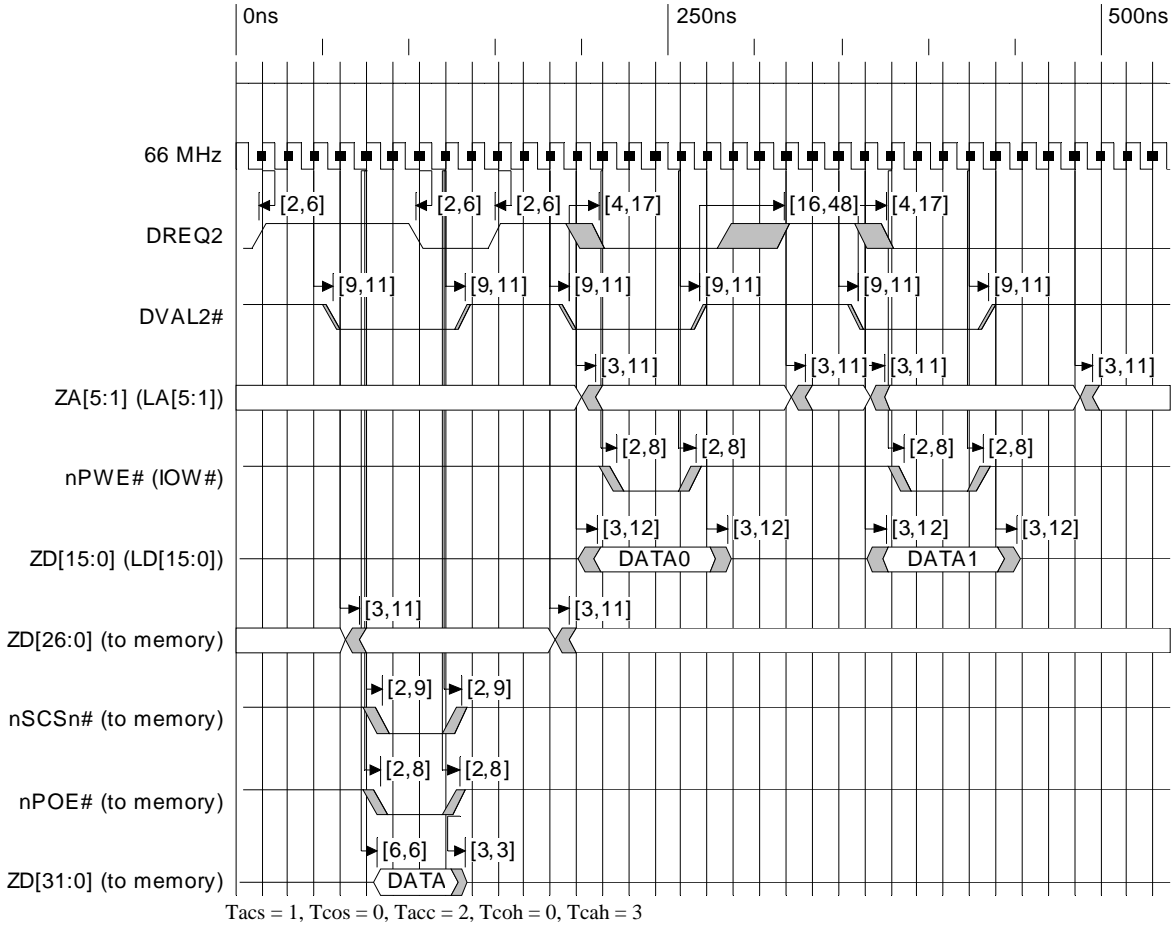 0ns 250ns 500ns
66 MHz
[2,6] [2,6] [2,6] [4,17] [16,48] [4,17]
DREQ2
[9,11] [9,11] [9,11] [9,11] [9,11] [9,11]
DVAL2#
[3,11] [3,11] [3,11] [3,11]
ZA[5:1] (LA[5:1])
[2,8] [2,8] [2,8] [2,8]
nPWE# (IOW#)
[3,12] [3,12] [3,12] [3,12]
ZD[15:0] (LD[15:0]) DATA0 DATA1
[3,11] [3,11]
ZD[26:0] (to memory)
[2,9] [2,9]
nSCSn# (to memory)
[2,8] [2,8]
nPOE# (to memory)
[6,6] [3,3]
ZD[31:0] (to memory) DATA
Tacs = 1, Tcos = 0, Tacc = 2, Tcoh = 0, Tcah = 3